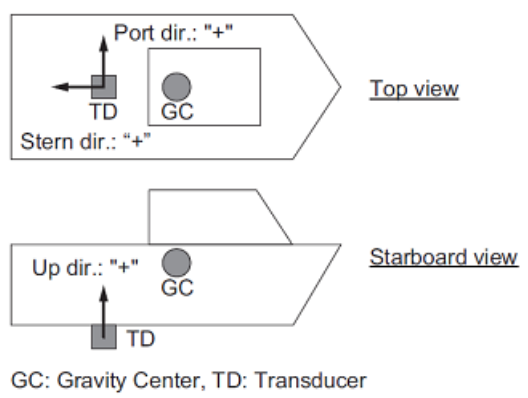 Port dir.: "+"
TD
GC
Stern dir.: “+”
Top view
Up dir.: "+"
GC
TD
Starboard view
GC: Gravity Center, TD: Transducer